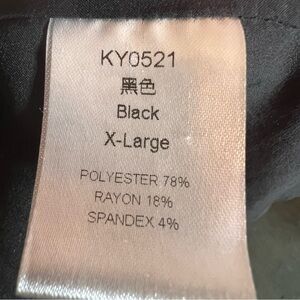 KY0521
黑色
Black
X-Large
POLYESTER 78%
RAYON 18%
SPANDEX 4%